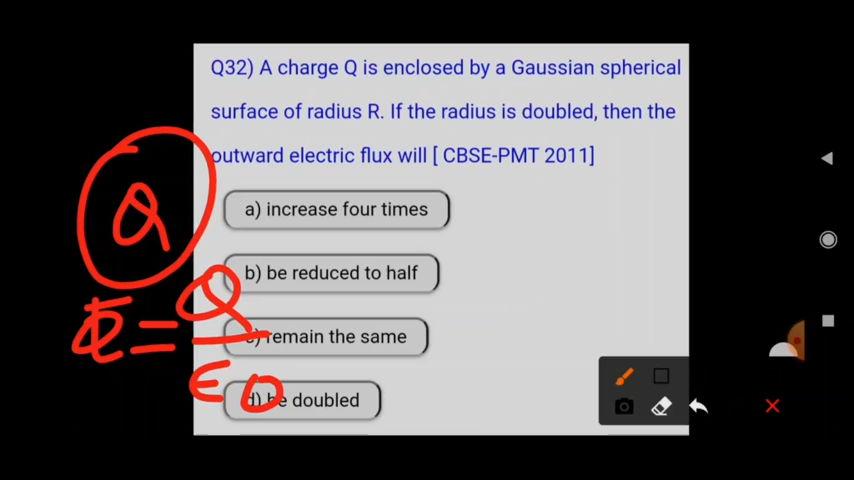 Q32) A charge Q is enclosed by a Gaussian spherical
surface of radius R. If the radius is doubled, then the
outward electric flux will [ CBSE-PMT 2011]
a) increase four times
b) be reduced to half
c) remain the same
d) be doubled
Q
Φ = Q
ε0